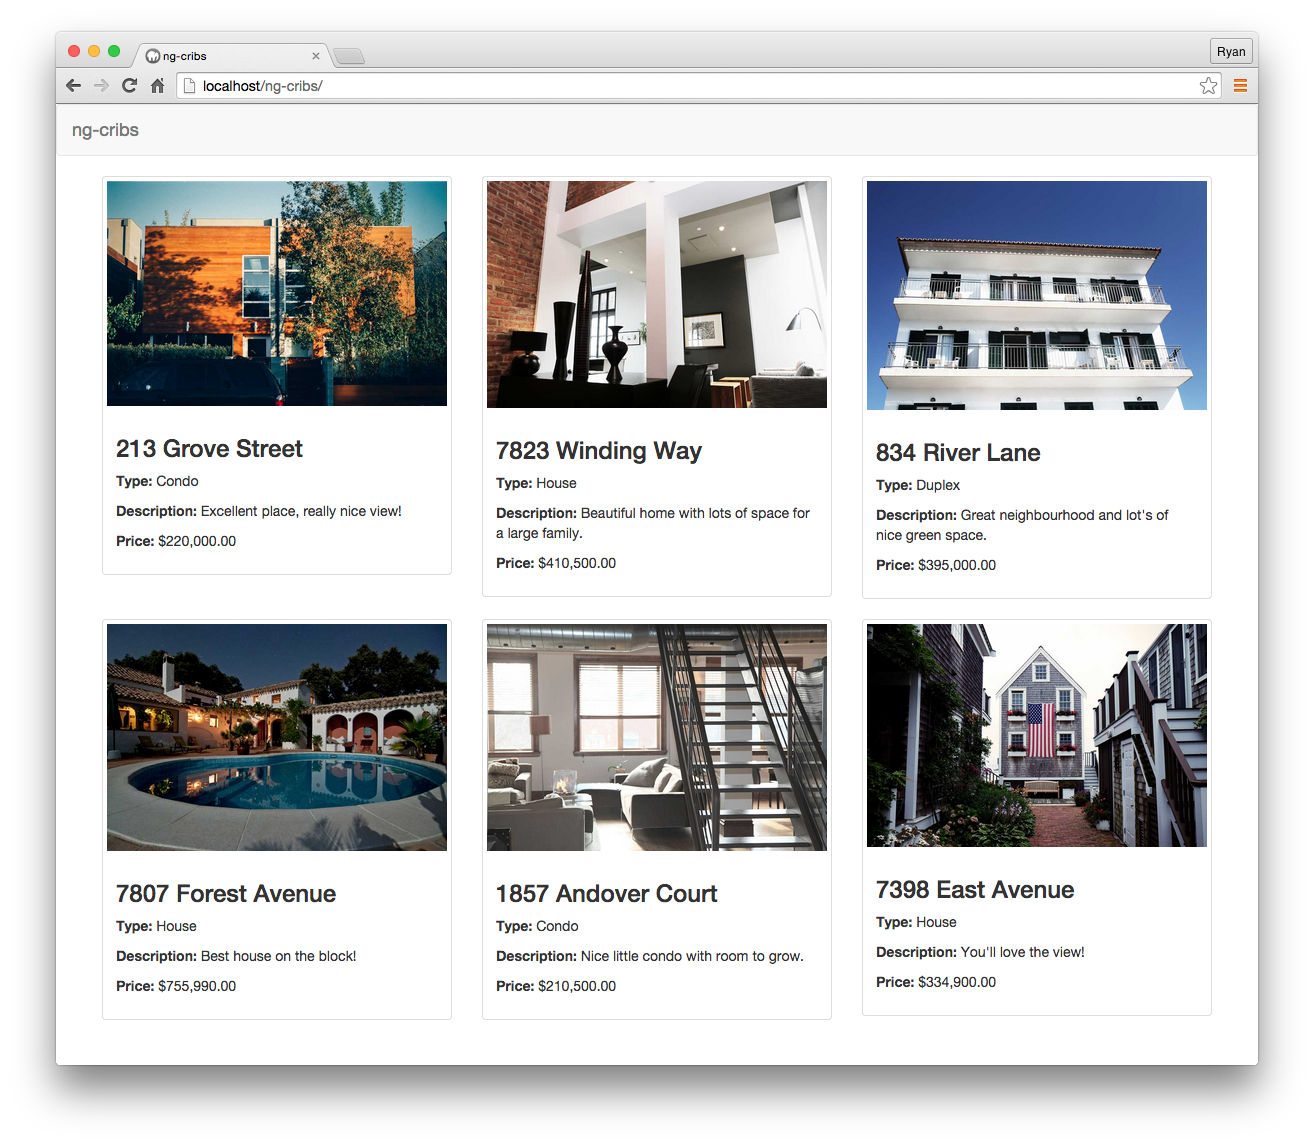 ng-cribs
Ryan
localhost/ng-cribs/
ng-cribs
213 Grove Street
Type: Condo
Description: Excellent place, really nice view!
Price: $220,000.00
7823 Winding Way
Type: House
Description: Beautiful home with lots of space for
a large family.
Price: $410,500.00
834 River Lane
Type: Duplex
Description: Great neighbourhood and lot's of
nice green space.
Price: $395,000.00
7807 Forest Avenue
Type: House
Description: Best house on the block!
Price: $755,990.00
1857 Andover Court
Type: Condo
Description: Nice little condo with room to grow.
Price: $210,500.00
7398 East Avenue
Type: House
Description: You'll love the view!
Price: $334,900.00